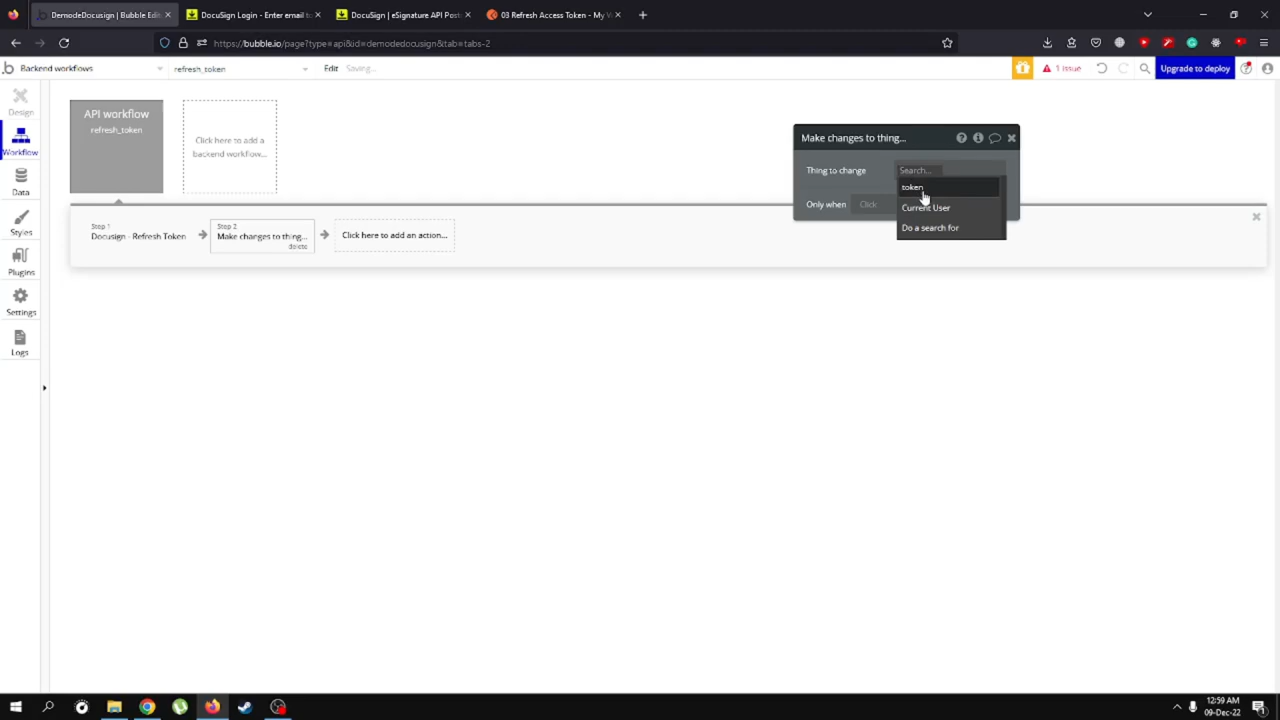 DemodeDocusign | Bubble Edit
DocuSign Login - Enter email to
DocuSign | eSignature API Post
03 Refresh Access Token - My W
https://bubble.io/page?type=api&id=demodedocusign&tab=tabs-2
Backend workflows
refresh_token
Edit
Saving...
1 issue
Upgrade to deploy
Design
Workflow
Data
Styles
Plugins
Settings
Logs
API workflow
refresh_token
Click here to add a
backend workflow...
Step 1
Docusign - Refresh Token
Step 2
Make changes to thing...
delete
Click here to add an action...
Make changes to thing...
Thing to change
Search...
token
Current User
Do a search for
Only when
Click
12:59 AM
09-Dec-22